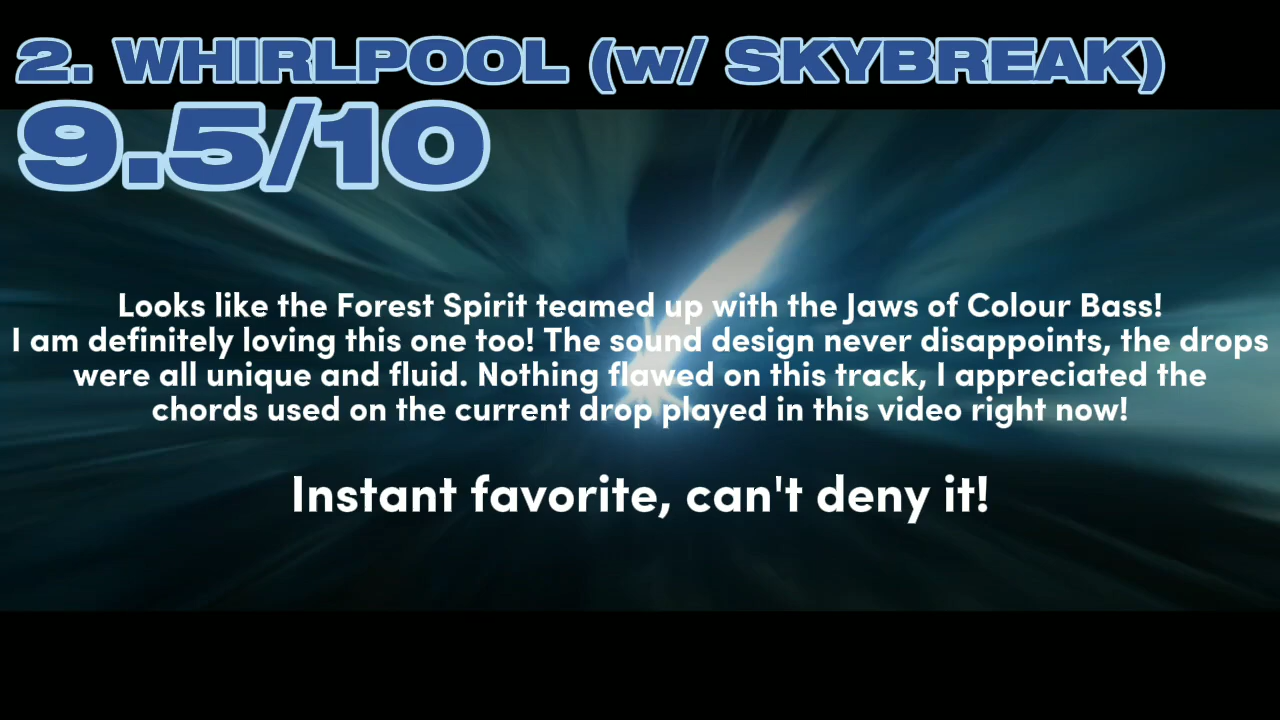 2. WHIRLPOOL (w/ SKYBREAK)
9.5/10
Looks like the Forest Spirit teamed up with the Jaws of Colour Bass!
I am definitely loving this one too! The sound design never disappoints, the drops
were all unique and fluid. Nothing flawed on this track, I appreciated the
chords used on the current drop played in this video right now!
Instant favorite, can't deny it!